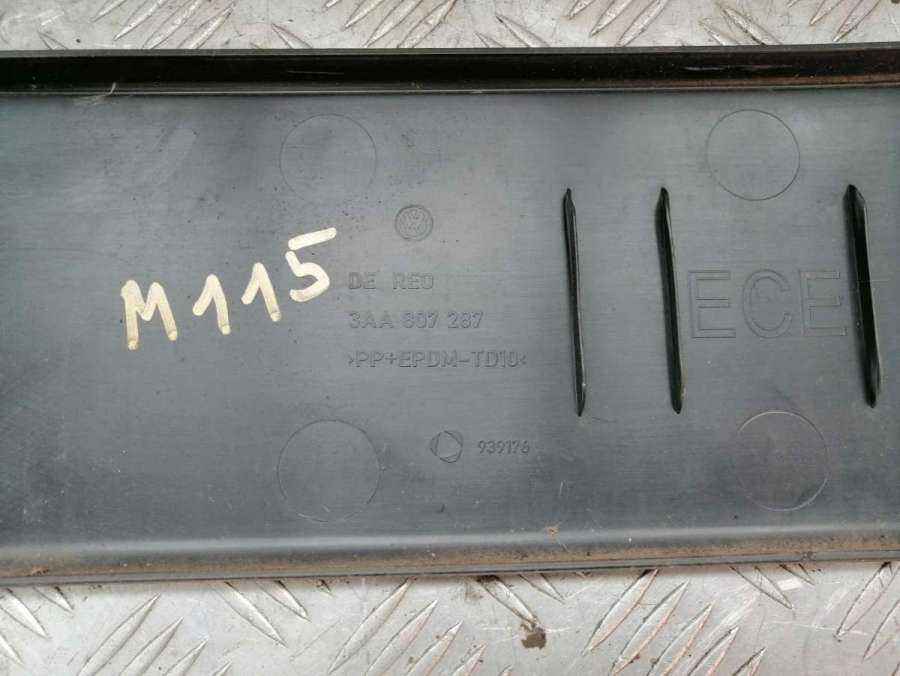 M115
DE REO
3AA 807 287
>PP+EPDM-TD10<
939176
ECE